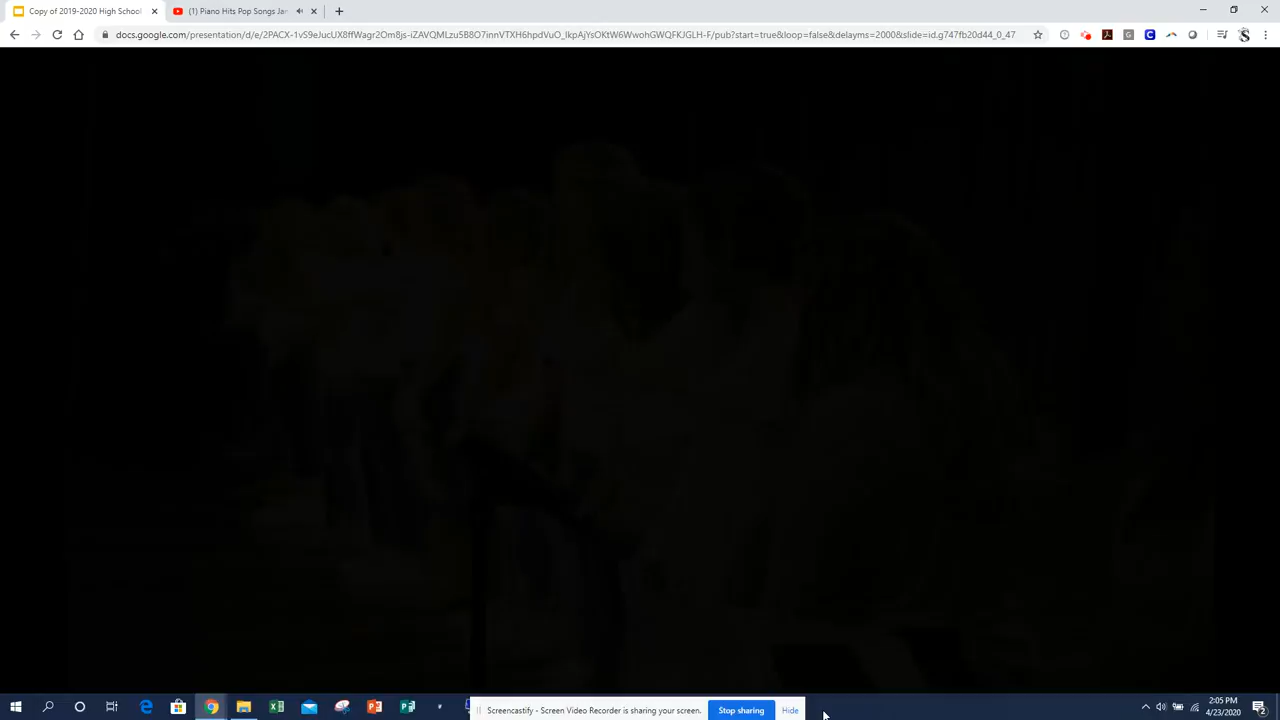 Copy of 2019-2020 High School
(1) Piano Hits Pop Songs Jan
docs.google.com/presentation/d/e/2PACX-1vS9eJucUX8ffWagr2Om8js-iZAVQMLzu5B8O7innVTXH6hpdVuO_IkpAjYsOKtW6WwohGWQFKJGLH-F/pub?start=true&loop=false&delayms=2000&slide=id.g747fb20d44_0_47
Screencastify - Screen Video Recorder is sharing your screen.
Stop sharing
Hide
2:05 PM
4/23/2020